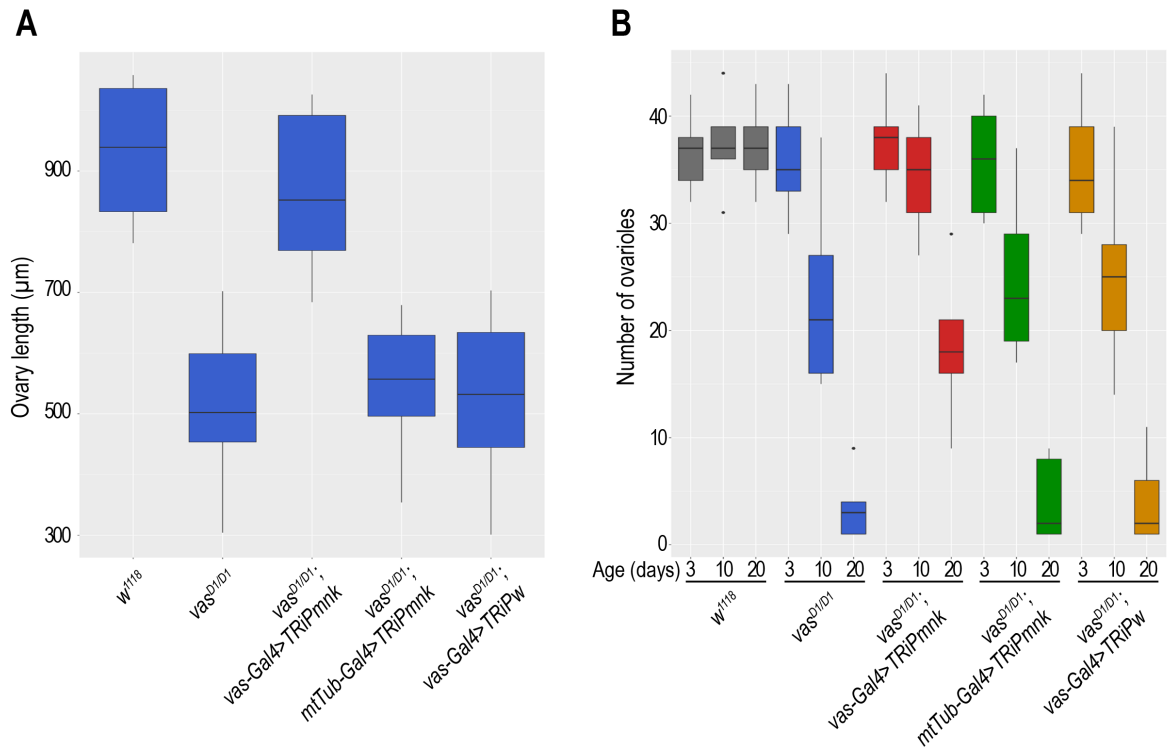 A
Ovary length (µm)
900
700
500
300
w1118
vasD1/D1
vasD1/D1;
vas-Gal4>TRiPmnk
vasD1/D1;
mtTub-Gal4>TRiPmnk
vasD1/D1;
vas-Gal4>TRiPw
B
Number of ovarioles
40
30
20
10
0
Age (days) 3 10 20 3 10 20 3 10 20 3 10 20 3 10 20
w1118
vasD1/D1
vasD1/D1;
vas-Gal4>TRiPmnk
vasD1/D1;
mtTub-Gal4>TRiPmnk
vasD1/D1;
vas-Gal4>TRiPw